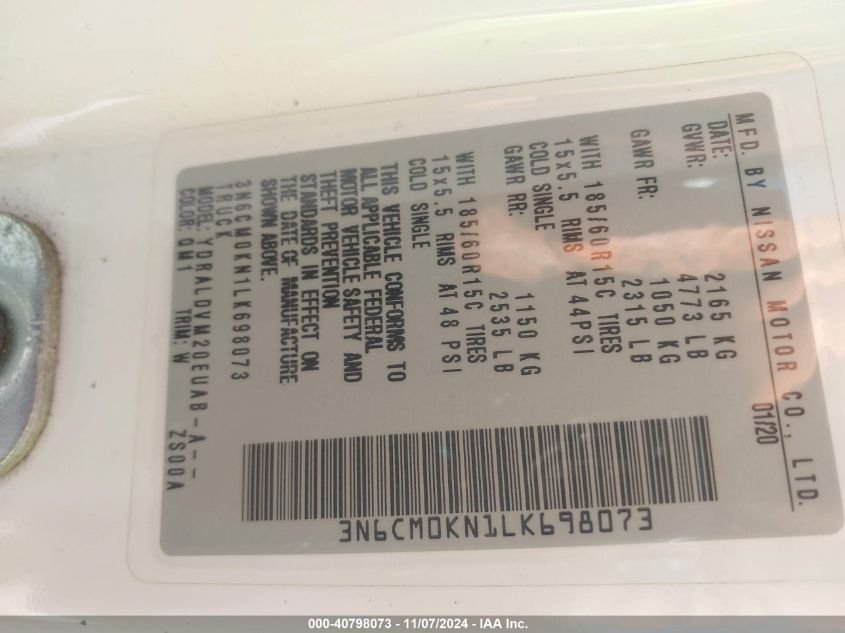 MFD. BY NISSAN MOTOR CO., LTD.
DATE: 01/20
GVWR: 2165 KG
4773 LB
GAWR FR: 1050 KG
2315 LB
WITH 185/60R15C TIRES
15x5.5 RIMS AT 44PSI
COLD SINGLE
GAWR RR: 1150 KG
2535 LB
WITH 185/60R15C TIRES
15x5.5 RIMS AT 48 PSI
COLD SINGLE
THIS VEHICLE CONFORMS TO
ALL APPLICABLE FEDERAL
MOTOR VEHICLE SAFETY AND
THEFT PREVENTION
STANDARDS IN EFFECT ON
THE DATE OF MANUFACTURE
SHOWN ABOVE.
3N6CM0KN1LK698073
TRUCK
MODEL: YDRALDVM20EUAB-A--
COLOR: QM1 TRIM: W ZS00A
3N6CM0KN1LK698073
000-40798073 - 11/07/2024 - IAA Inc.